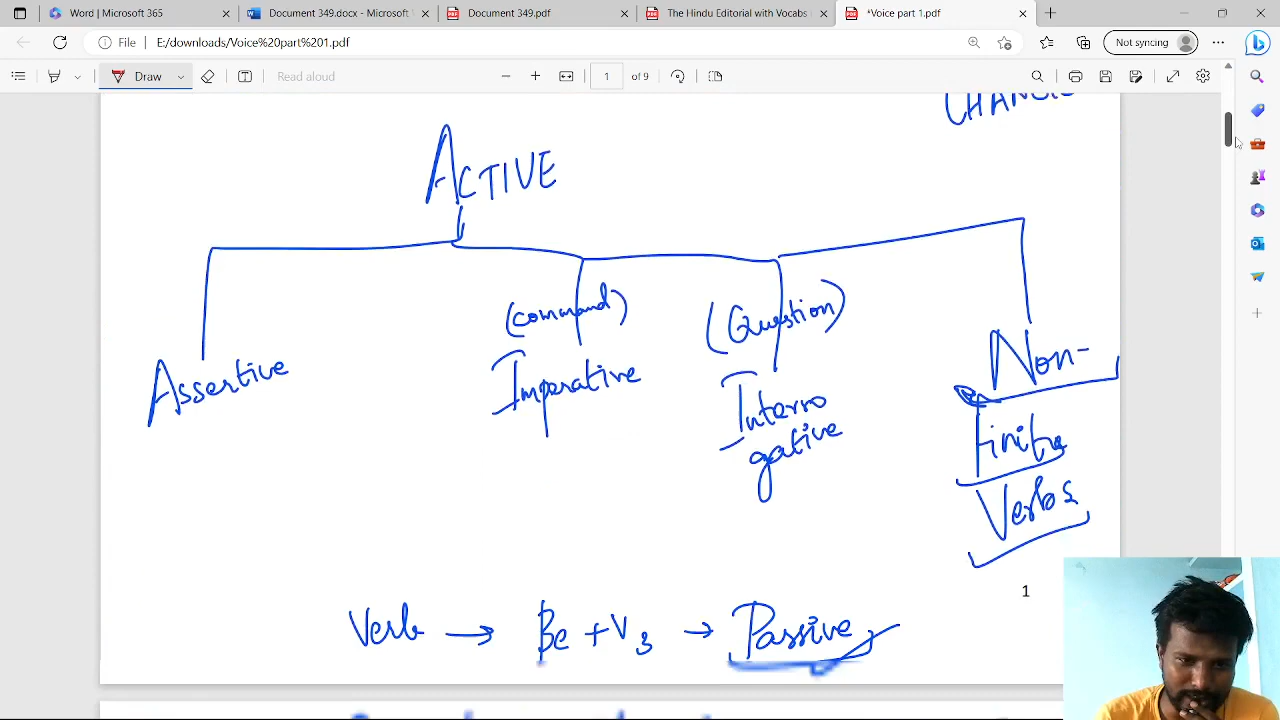 Word | Microsoft 365
Document 349.docx - Microsoft
Document 349.pdf
The Hindu Editorial with Vocabs
*Voice part 1.pdf
File
E:/downloads/Voice%20part%201.pdf
Not syncing
Draw
Read aloud
1
of 9
ACTIVE
(command)
(Question)
Assertive
Imperative
Interro
gative
Non-
Finite
Verbs
1
Verb → Be + V3 → Passive